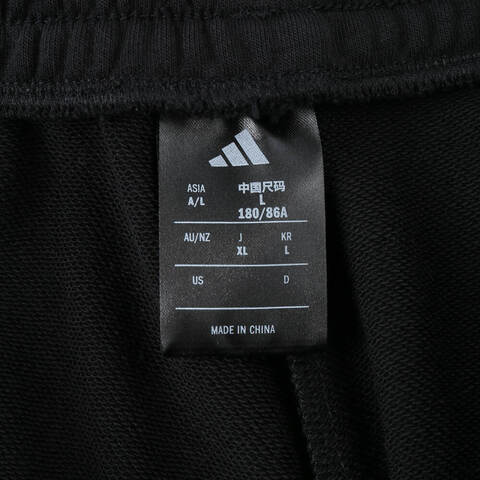 ASIA 中国尺码
A/L L
180/86A
AU/NZ J KR
XL L
US D
MADE IN CHINA